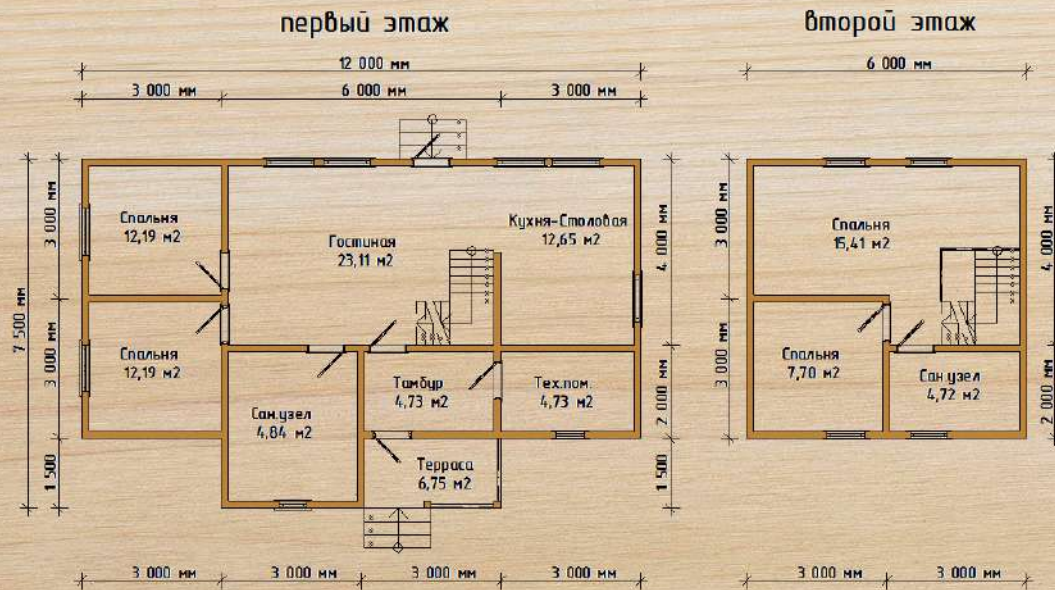 первый этаж
второй этаж
12 000 мм
6 000 мм
3 000 мм
6 000 мм
3 000 мм
7 500 мм
3 000 мм
3 000 мм
1 500
Спальня
12,19 м2
Гостиная
23,11 м2
Кухня-Столовая
12,65 м2
Спальня
12,19 м2
Сан.узел
4,84 м2
Тамбур
4,73 м2
Тех.пом.
4,73 м2
Терраса
6,75 м2
4 000 мм
2 000 мм
1 500
3 000 мм
3 000 мм
3 000 мм
3 000 мм
3 000 мм
3 000 мм
Спальня
15,41 м2
Спальня
7,70 м2
Сан.узел
4,72 м2
4 000 мм
2 000 мм
3 000 мм
3 000 мм